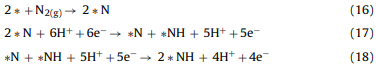 2 * +N₂₍g₎ → 2 * N (16)
2 * N + 6H⁺ +6e⁻ → *N + *NH + 5H⁺ +5e⁻ (17)
*N + *NH + 5H⁺ +5e⁻ → 2 * NH + 4H⁺ +4e⁻ (18)